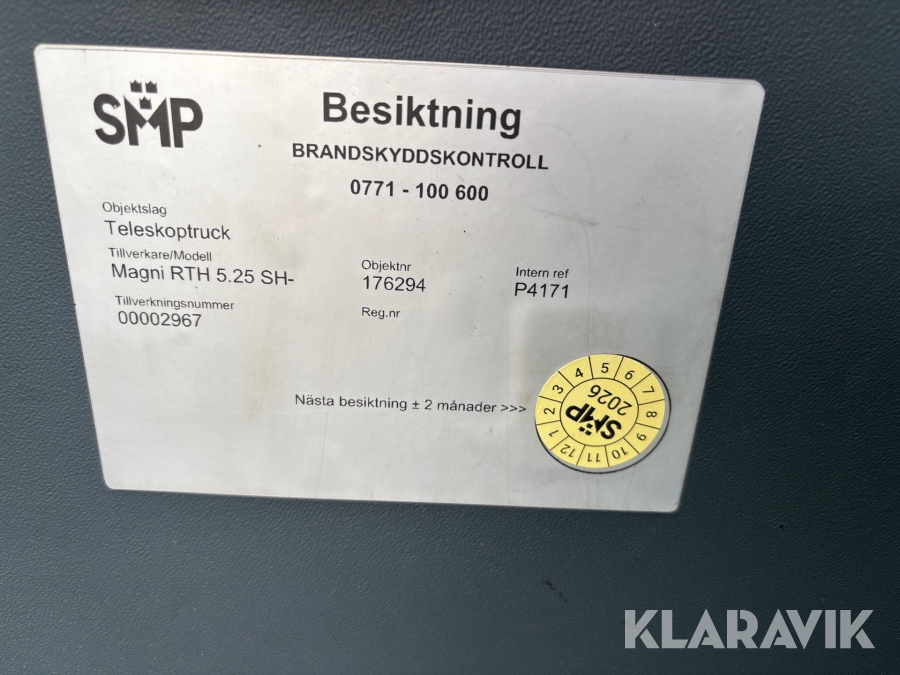 SMP
Besiktning
BRANDSKYDDSKONTROLL
0771 - 100 600
Objektslag
Teleskoptruck
Tillverkare/Modell
Magni RTH 5.25 SH-
Objektnr
176294
Intern ref
P4171
Tillverkningsnummer
00002967
Reg.nr
Nästa besiktning ± 2 månader >>>
1 2 3 4 5 6 7 8 9 10 11 12
2026
SMP
KLARAVIK